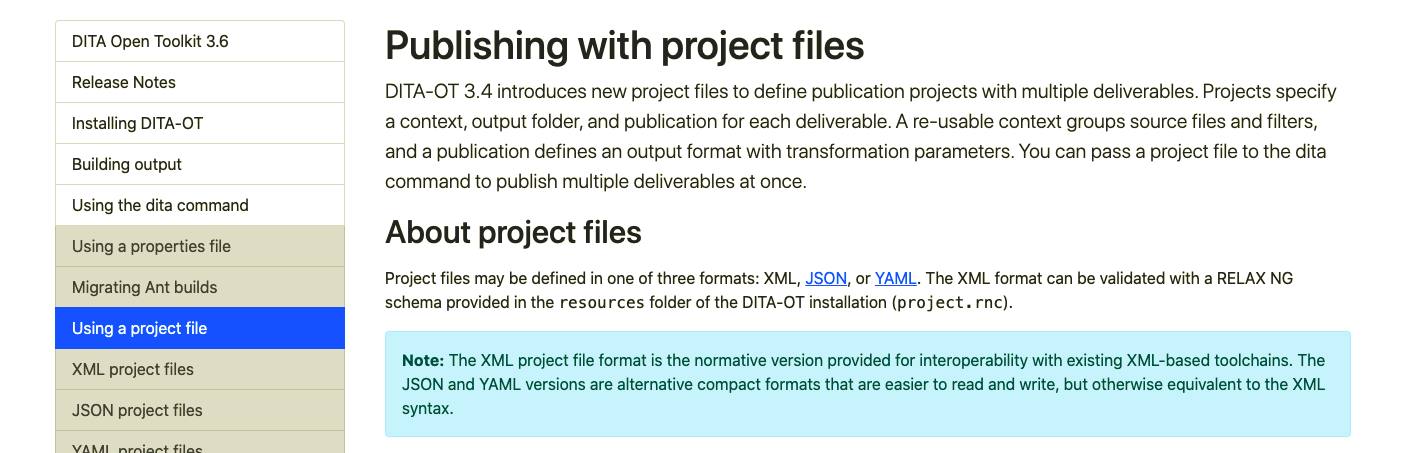 DITA Open Toolkit 3.6
Release Notes
Installing DITA-OT
Building output
Using the dita command
Using a properties file
Migrating Ant builds
Using a project file
XML project files
JSON project files
YAML project files
Publishing with project files
DITA-OT 3.4 introduces new project files to define publication projects with multiple deliverables. Projects specify
a context, output folder, and publication for each deliverable. A re-usable context groups source files and filters,
and a publication defines an output format with transformation parameters. You can pass a project file to the dita
command to publish multiple deliverables at once.
About project files
Project files may be defined in one of three formats: XML, JSON, or YAML. The XML format can be validated with a RELAX NG
schema provided in the resources folder of the DITA-OT installation (project.rnc).
Note: The XML project file format is the normative version provided for interoperability with existing XML-based toolchains. The
JSON and YAML versions are alternative compact formats that are easier to read and write, but otherwise equivalent to the XML
syntax.